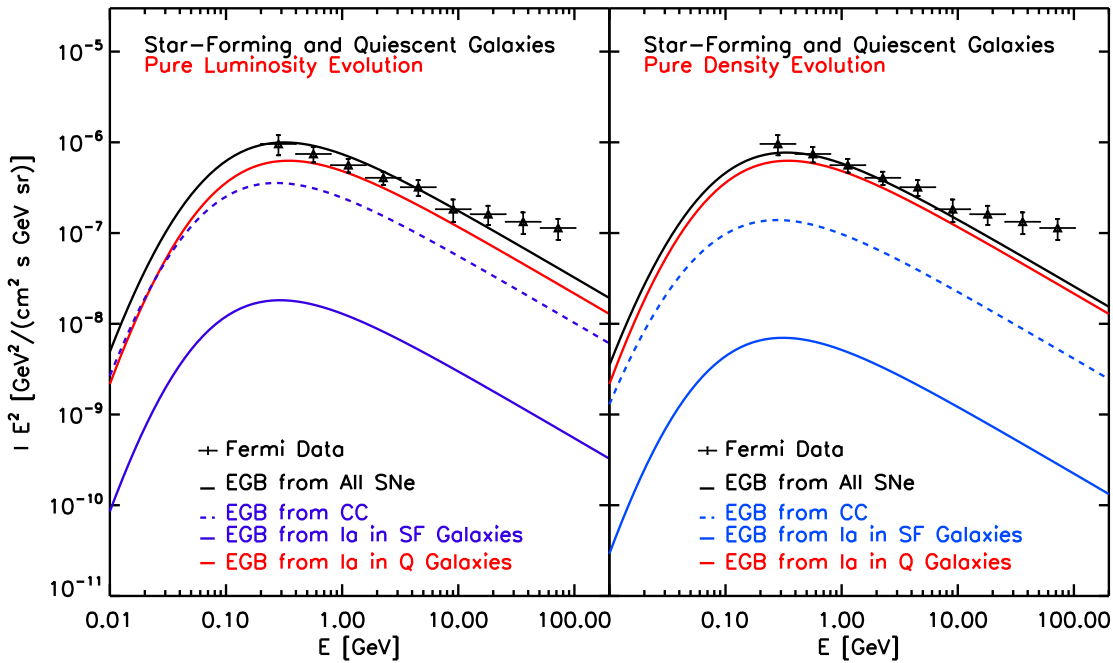 Star-Forming and Quiescent Galaxies
Pure Luminosity Evolution
Star-Forming and Quiescent Galaxies
Pure Density Evolution
I E² [GeV²/(cm² s GeV sr)]
10⁻⁵
10⁻⁶
10⁻⁷
10⁻⁸
10⁻⁹
10⁻¹⁰
10⁻¹¹
Fermi Data
EGB from All SNe
EGB from CC
EGB from Ia in SF Galaxies
EGB from Ia in Q Galaxies
Fermi Data
EGB from All SNe
EGB from CC
EGB from Ia in SF Galaxies
EGB from Ia in Q Galaxies
0.01 0.10 1.00 10.00 100.00
0.10 1.00 10.00 100.00
E [GeV]
E [GeV]